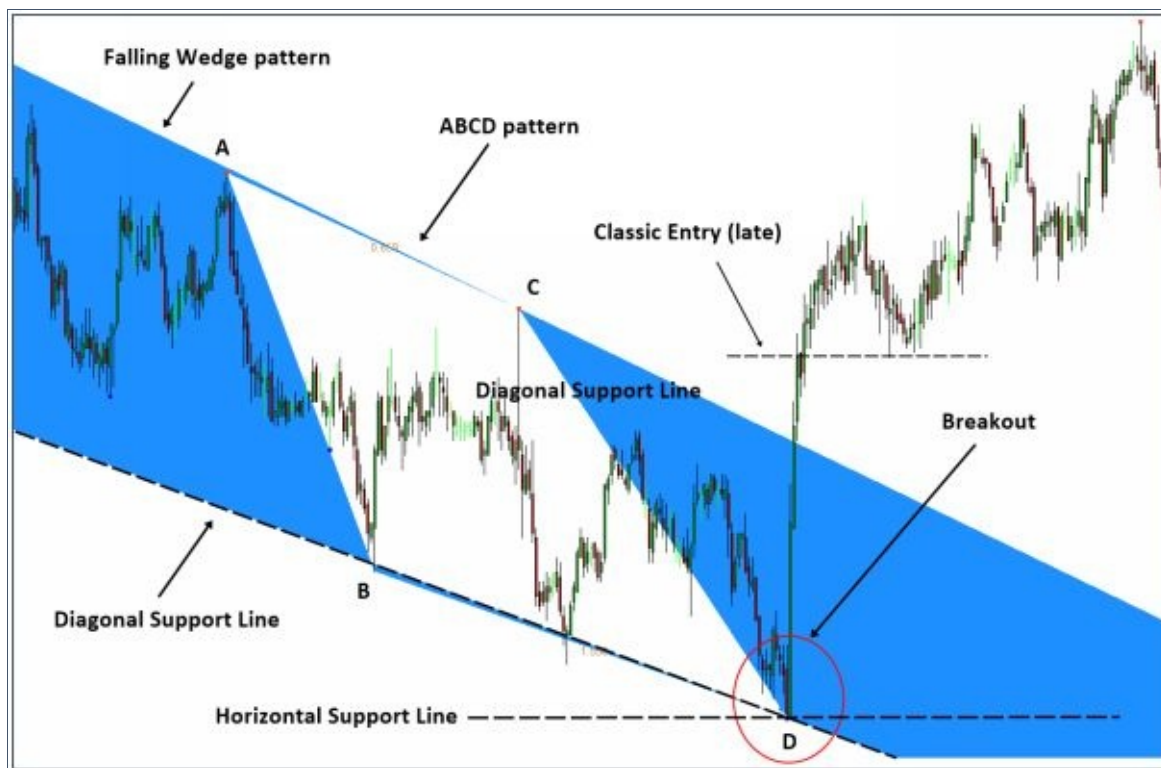 Falling Wedge pattern
A
ABCD pattern
Classic Entry (late)
C
Diagonal Support Line
Breakout
B
Diagonal Support Line
Horizontal Support Line
D